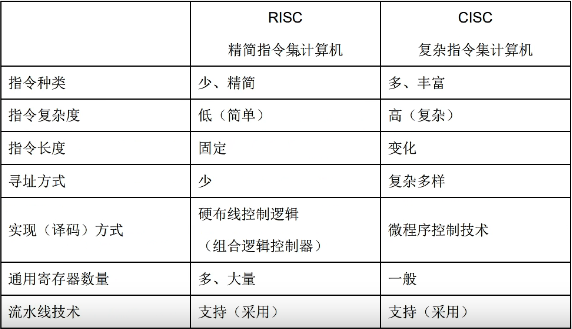 RISC
精简指令集计算机
CISC
复杂指令集计算机
指令种类
少、精简
多、丰富
指令复杂度
低（简单）
高（复杂）
指令长度
固定
变化
寻址方式
少
复杂多样
实现（译码）方式
硬布线控制逻辑
（组合逻辑控制器）
微程序控制技术
通用寄存器数量
多、大量
一般
流水线技术
支持（采用）
支持（采用）